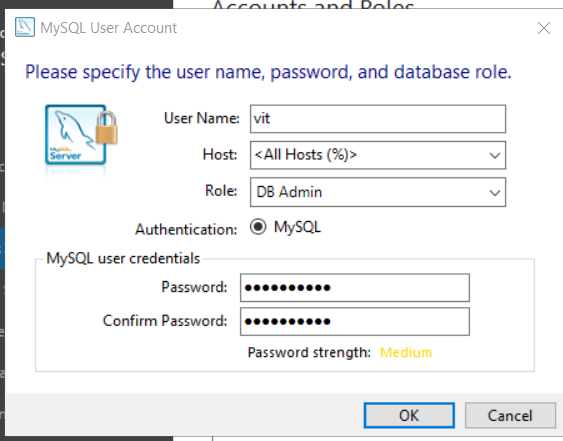 Accounts and Roles
MySQL User Account
Please specify the user name, password, and database role.
MySQL
Server
User Name: vit
Host: <All Hosts (%)>
Role: DB Admin
Authentication: MySQL
MySQL user credentials
Password: ●●●●●●●●●●
Confirm Password: ●●●●●●●●●●
Password strength: Medium
OK Cancel